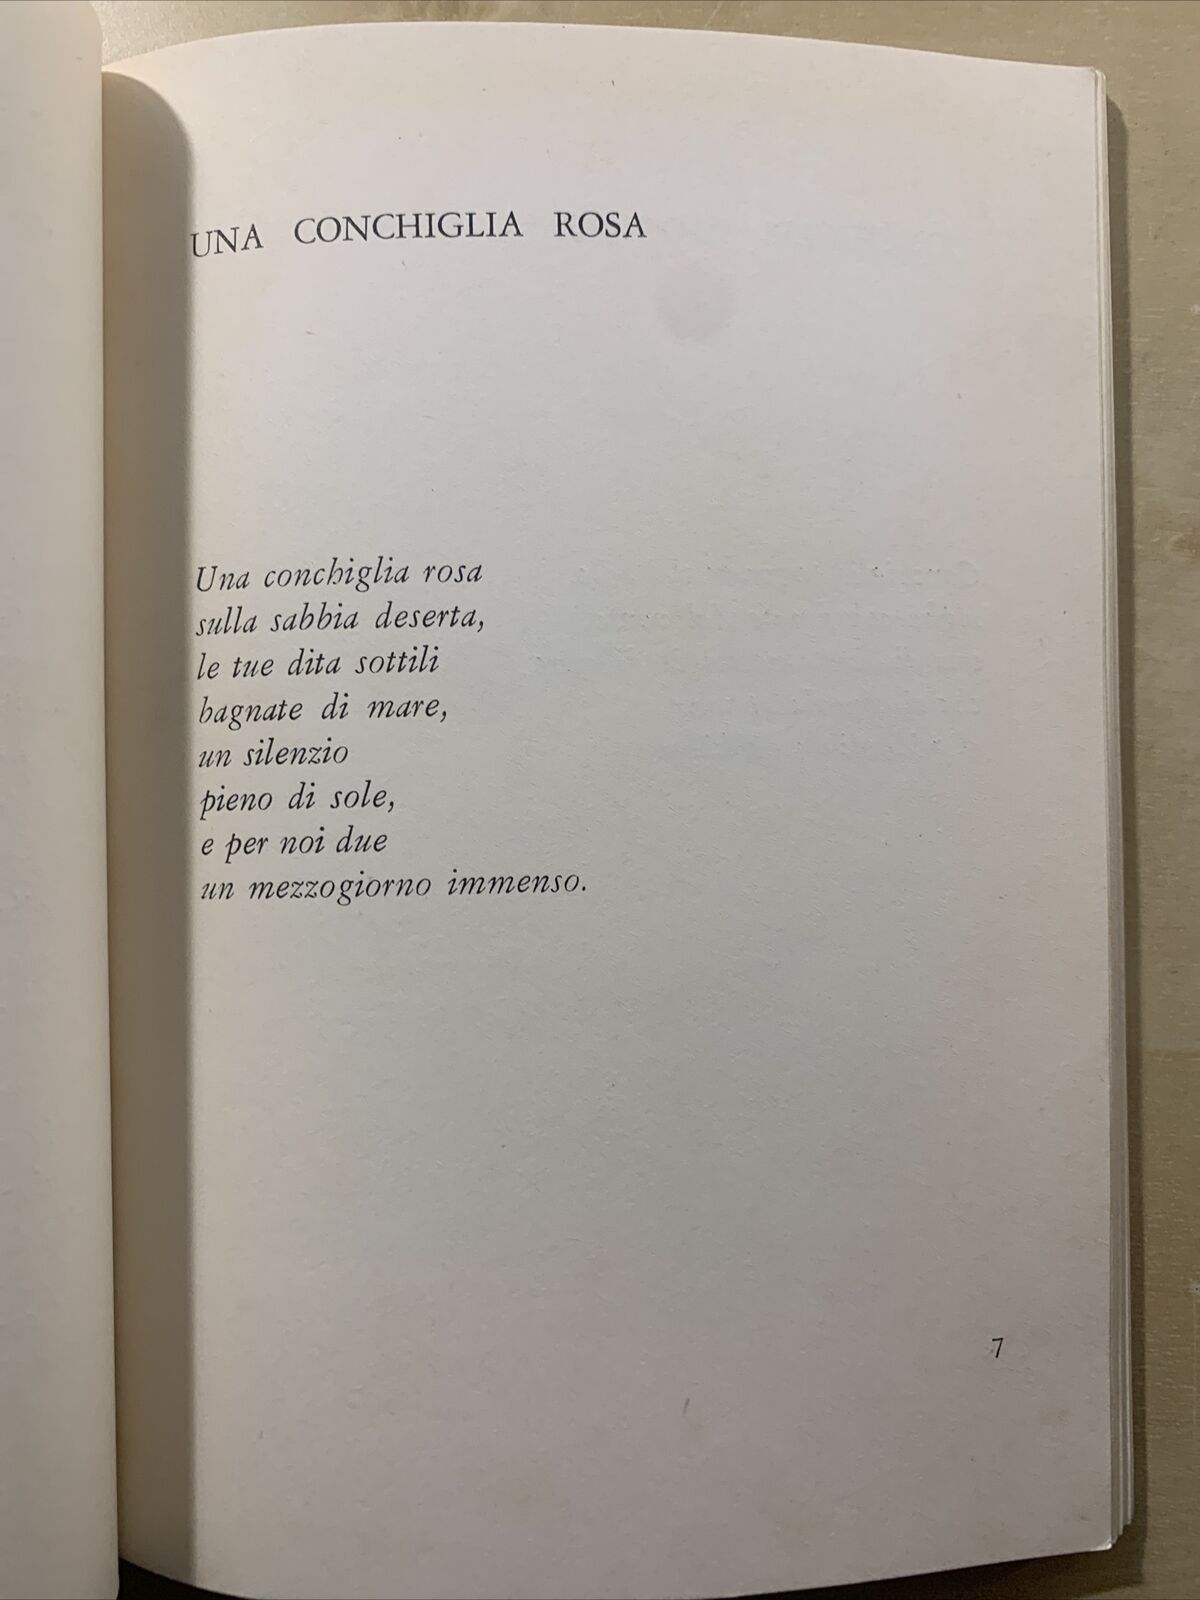 UNA CONCHIGLIA ROSA
Una conchiglia rosa
sulla sabbia deserta,
le tue dita sottili
bagnate di mare,
un silenzio
pieno di sole,
e per noi due
un mezzogiorno immenso.
7